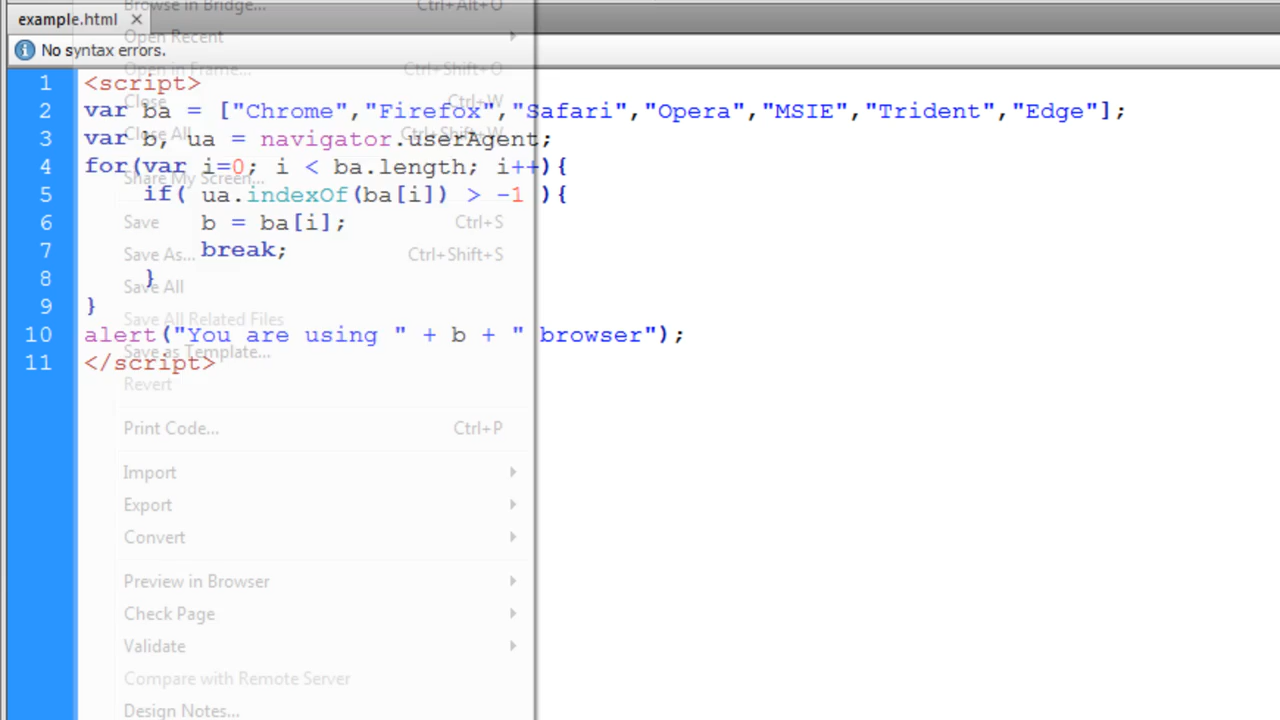 Browse in Bridge... Ctrl+Alt+O
example.html ×
Open Recent
No syntax errors.
Open in Frame... Ctrl+Shift+O
1 <script>
Close Ctrl+W
2 var ba = ["Chrome","Firefox","Safari","Opera","MSIE","Trident","Edge"];
Close All Ctrl+Shift+W
3 var b, ua = navigator.userAgent;
4 for(var i=0; i < ba.length; i++){
Share My Screen...
5 if( ua.indexOf(ba[i]) > -1 ){
Save Ctrl+S
6 b = ba[i];
7 break;
Save As... Ctrl+Shift+S
8 }
Save All
9 }
Save All Related Files
10 alert("You are using " + b + " browser");
Save as Template...
11 </script>
Revert
Print Code... Ctrl+P
Import
Export
Convert
Preview in Browser
Check Page
Validate
Compare with Remote Server
Design Notes...